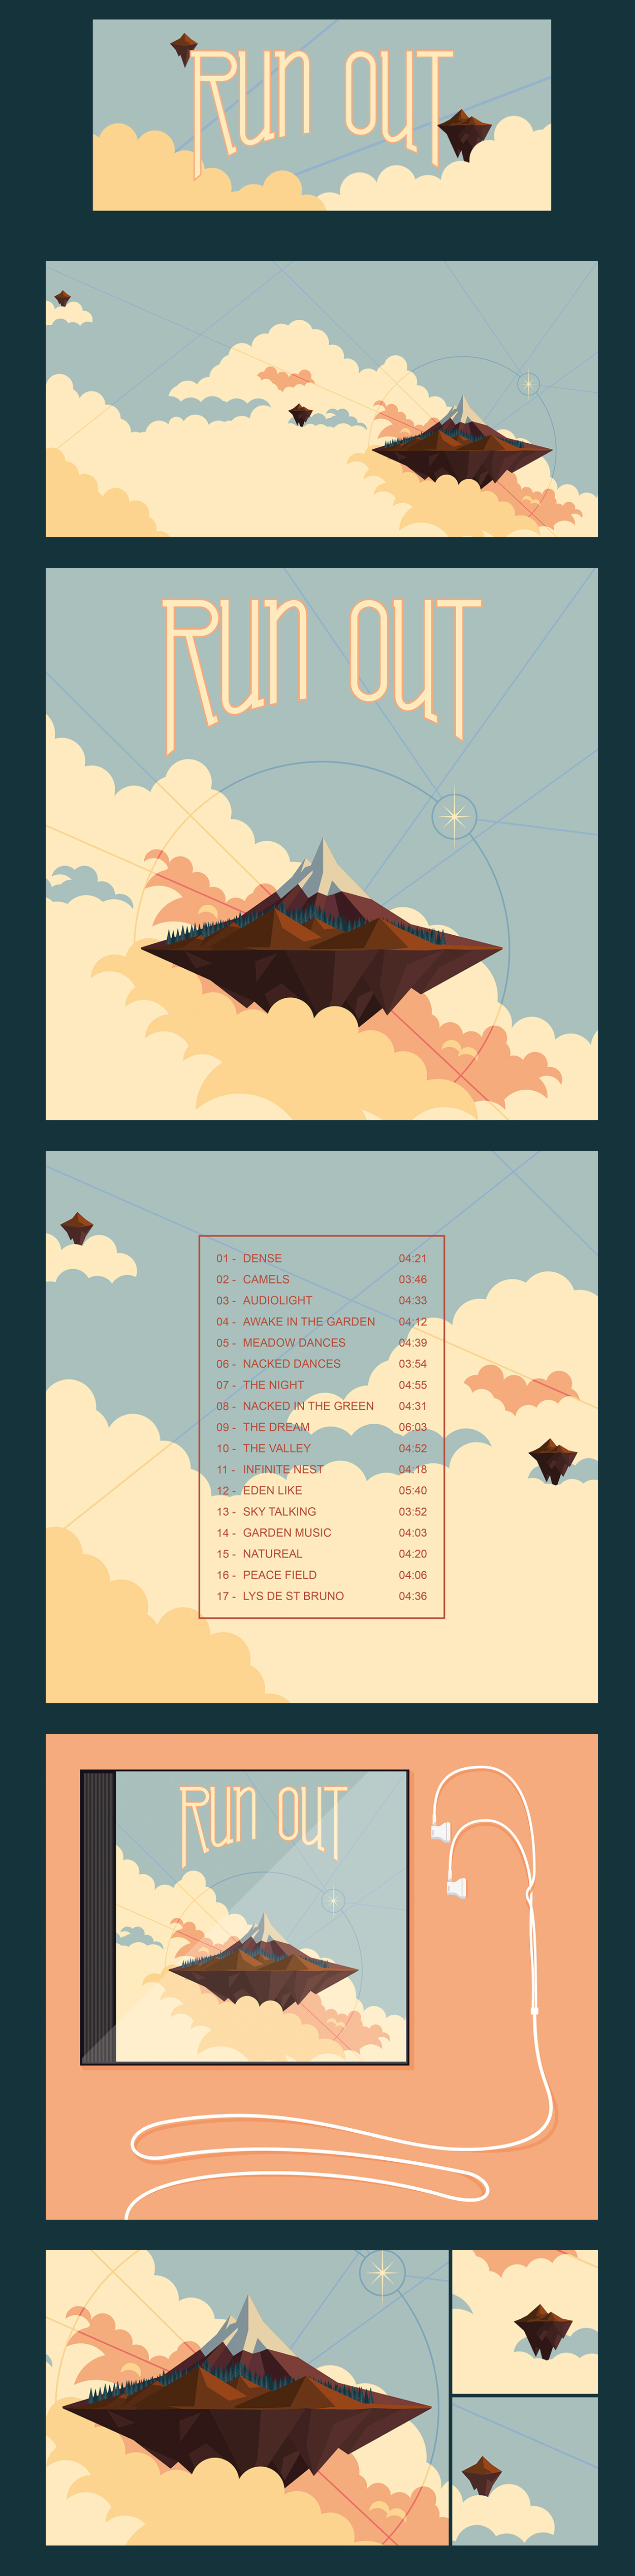 RUN OUT
RUN OUT
01 - DENSE 04:21
02 - CAMELS 03:46
03 - AUDIOLIGHT 04:33
04 - AWAKE IN THE GARDEN 04:12
05 - MEADOW DANCES 04:39
06 - NACKED DANCES 03:54
07 - THE NIGHT 04:55
08 - NACKED IN THE GREEN 04:31
09 - THE DREAM 06:03
10 - THE VALLEY 04:52
11 - INFINITE NEST 04:18
12 - EDEN LIKE 05:40
13 - SKY TALKING 03:52
14 - GARDEN MUSIC 04:03
15 - NATUREAL 04:20
16 - PEACE FIELD 04:06
17 - LYS DE ST BRUNO 04:36
RUN OUT